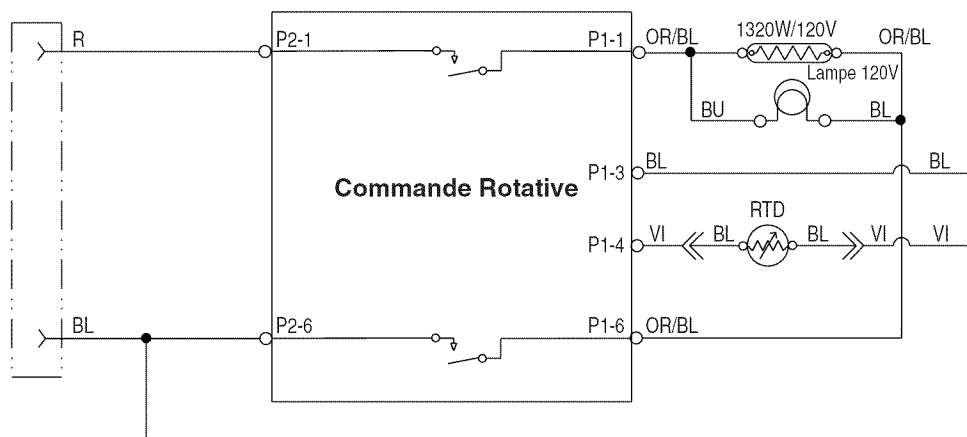 R P2-1 P1-1 OR/BL 1320W/120V OR/BL
Lampe 120V
BU BL
P1-3 BL BL
Commande Rotative
RTD
P1-4 VI BL BL VI VI
BL P2-6 P1-6 OR/BL